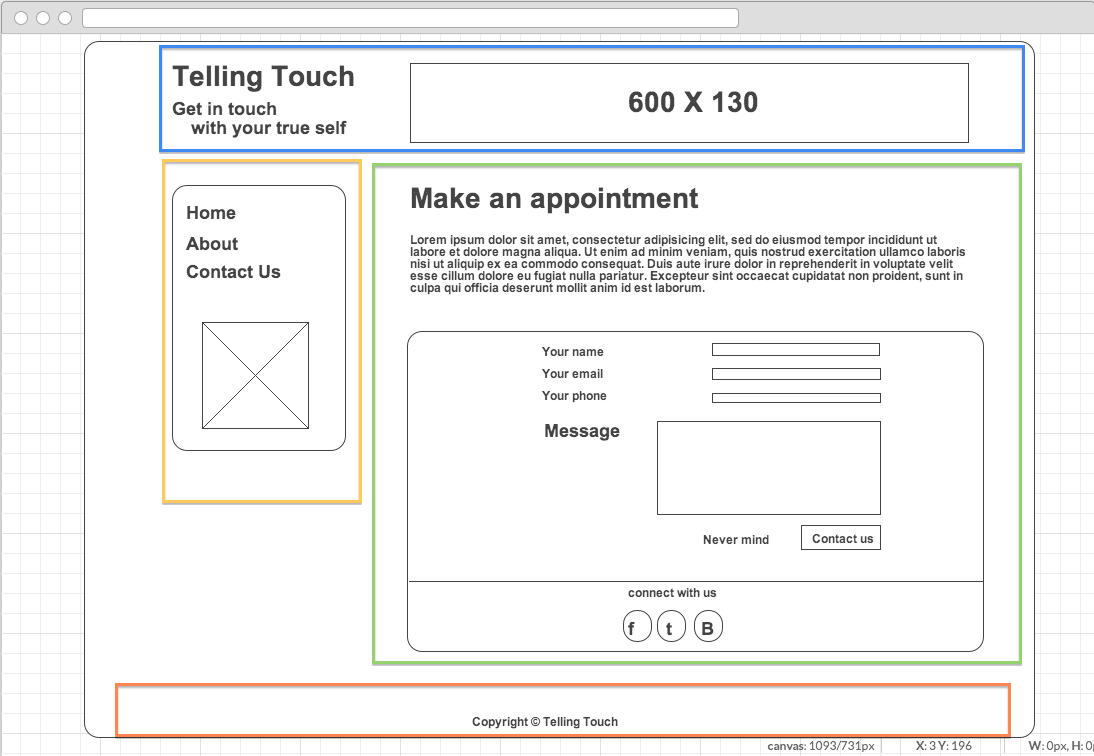 Telling Touch
Get in touch
with your true self
600 X 130
Home
About
Contact Us
Make an appointment
Lorem ipsum dolor sit amet, consectetur adipisicing elit, sed do eiusmod tempor incididunt ut
labore et dolore magna aliqua. Ut enim ad minim veniam, quis nostrud exercitation ullamco laboris
nisi ut aliquip ex ea commodo consequat. Duis aute irure dolor in reprehenderit in voluptate velit
esse cillum dolore eu fugiat nulla pariatur. Excepteur sint occaecat cupidatat non proident, sunt in
culpa qui officia deserunt mollit anim id est laborum.
Your name
Your email
Your phone
Message
Never mind
Contact us
connect with us
f t B
Copyright © Telling Touch
canvas: 1093/731px X: 3 Y: 196 W: 0px, H: 0